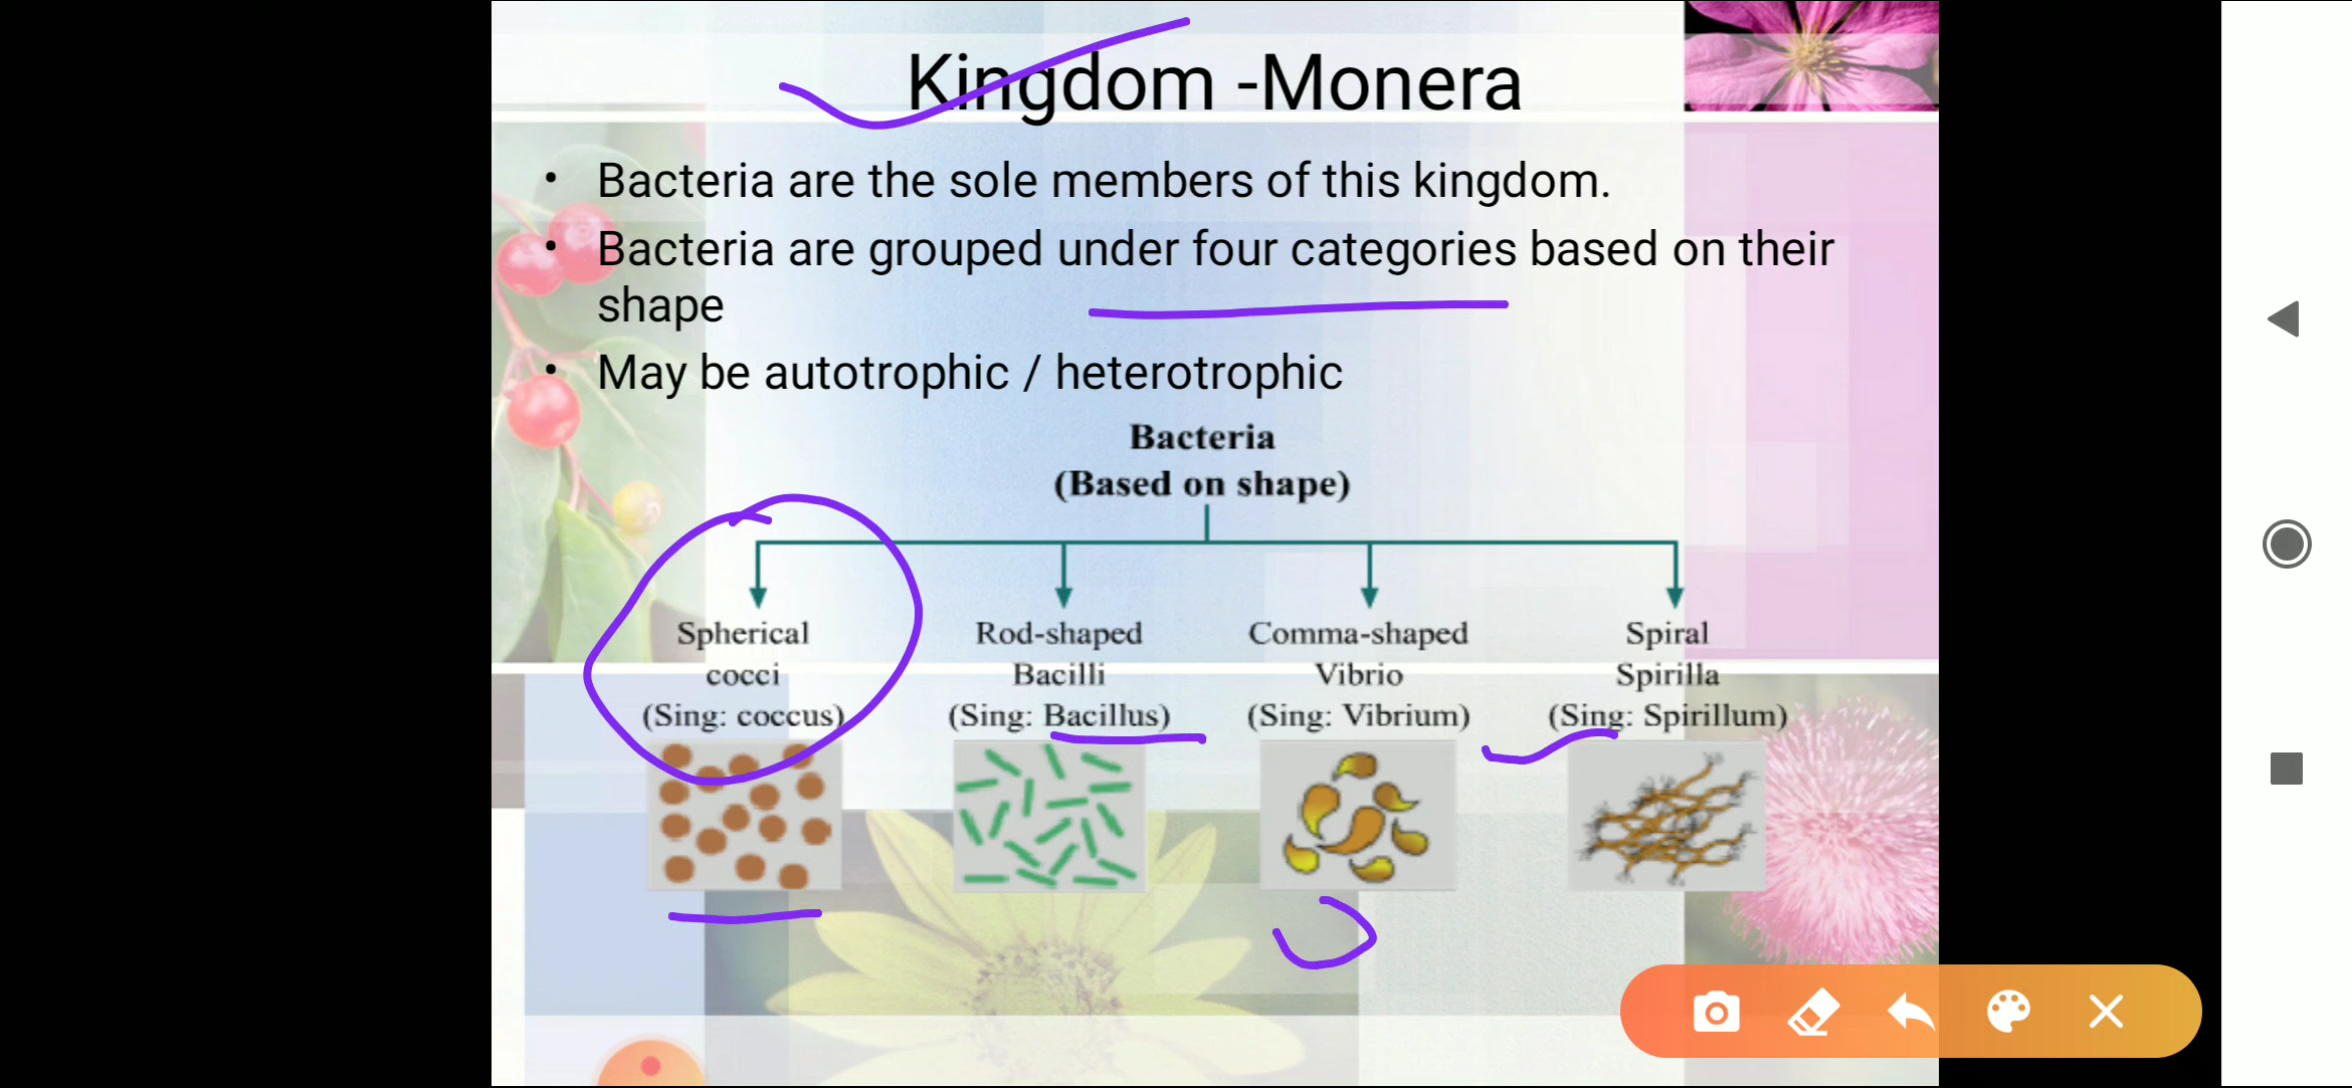 Kingdom -Monera
• Bacteria are the sole members of this kingdom.
• Bacteria are grouped under four categories based on their
shape
• May be autotrophic / heterotrophic
Bacteria
(Based on shape)
Spherical
cocci
(Sing: coccus)
Rod-shaped
Bacilli
(Sing: Bacillus)
Comma-shaped
Vibrio
(Sing: Vibrium)
Spiral
Spirilla
(Sing: Spirillum)